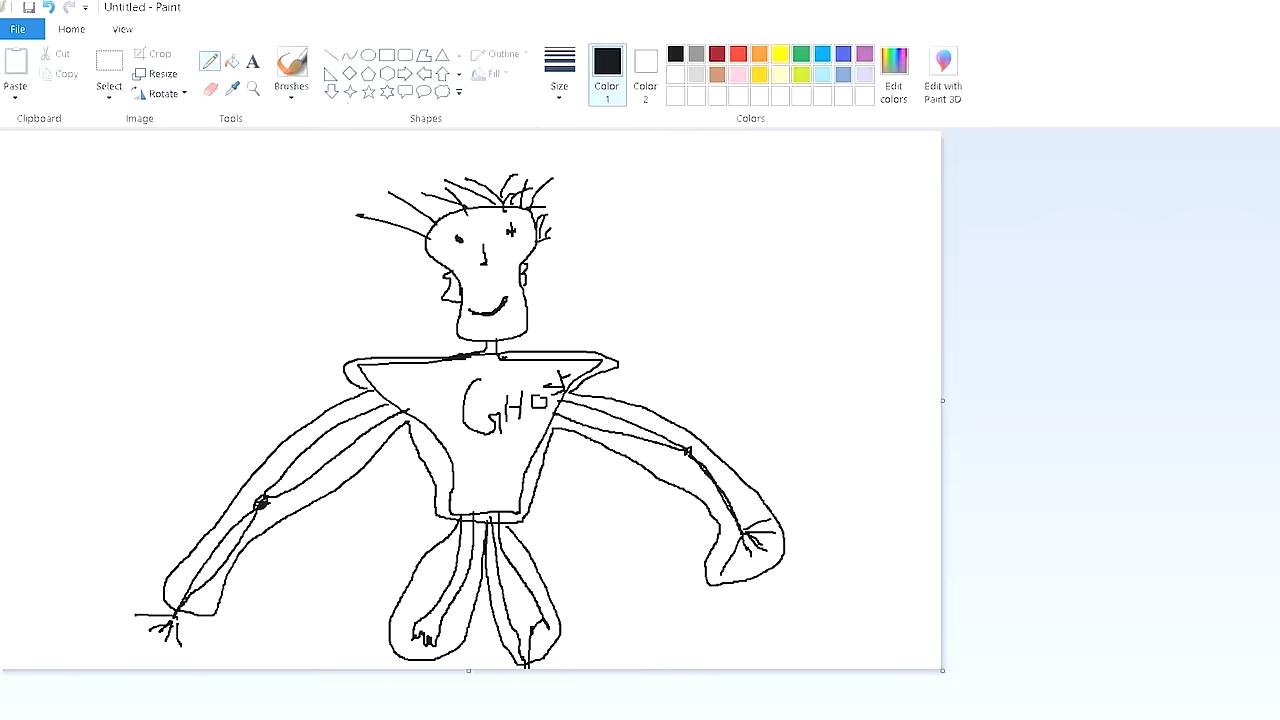 Untitled - Paint
File Home View
Paste Cut Copy Select Crop Resize Rotate A Brushes Outline Fill Size Color 1 Color 2 Edit colors Edit with Paint 3D
Clipboard Image Tools Shapes Colors
GHOT